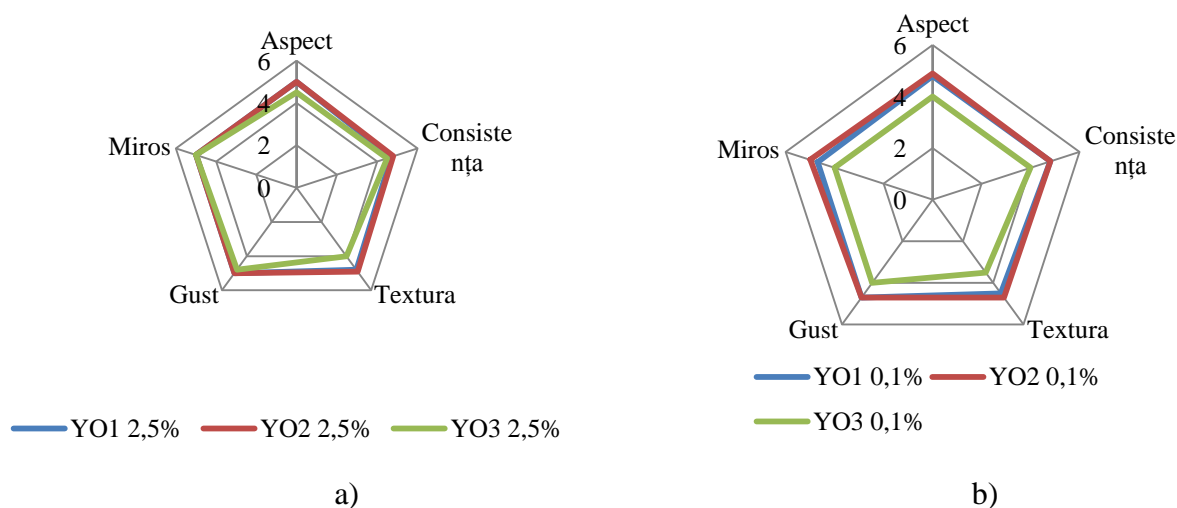 Aspect
6
4
2
0
Miros
Consiste
nța
Gust
Textura
YO1 2,5%
YO2 2,5%
YO3 2,5%
a)
Aspect
6
4
2
0
Miros
Consiste
nța
Gust
Textura
YO1 0,1%
YO2 0,1%
YO3 0,1%
b)